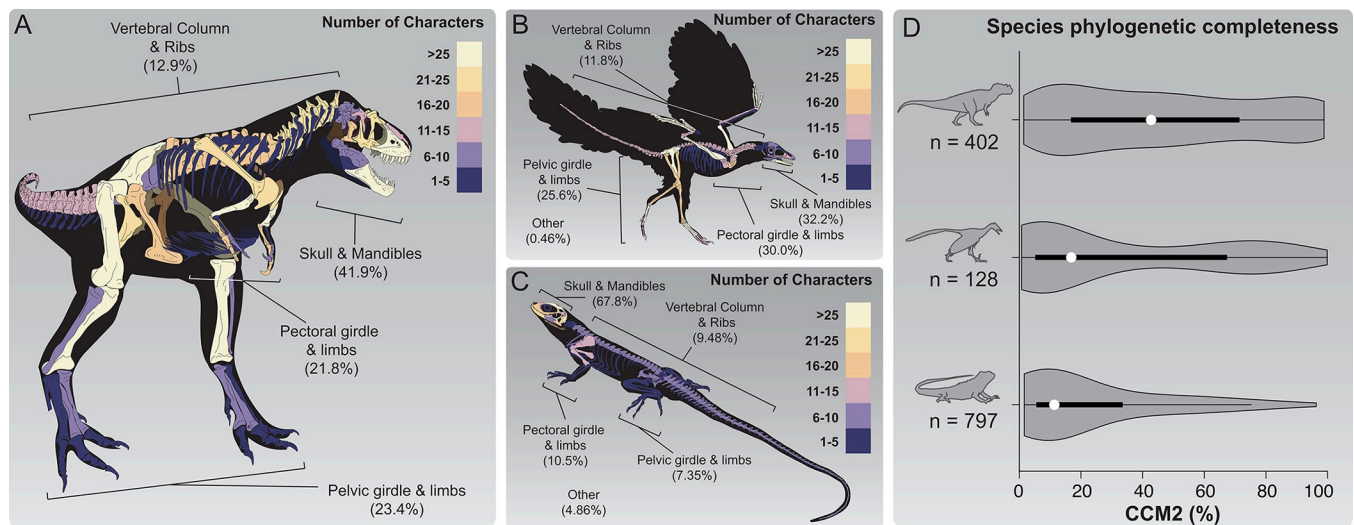 A
Number of Characters
>25
21-25
16-20
11-15
6-10
1-5
Vertebral Column
& Ribs
(12.9%)
Skull & Mandibles
(41.9%)
Pectoral girdle
& limbs
(21.8%)
Pelvic girdle & limbs
(23.4%)
B
Number of Characters
>25
21-25
16-20
11-15
6-10
1-5
Vertebral Column
& Ribs
(11.8%)
Pelvic girdle
& limbs
(25.6%)
Other
(0.46%)
Skull & Mandibles
(32.2%)
Pectoral girdle & limbs
(30.0%)
C
Number of Characters
>25
21-25
16-20
11-15
6-10
1-5
Skull & Mandibles
(67.8%)
Vertebral Column
& Ribs
(9.48%)
Pectoral girdle
& limbs
(10.5%)
Pelvic girdle & limbs
(7.35%)
Other
(4.86%)
D
Species phylogenetic completeness
n = 402
n = 128
n = 797
0 20 40 60 80 100
CCM2 (%)